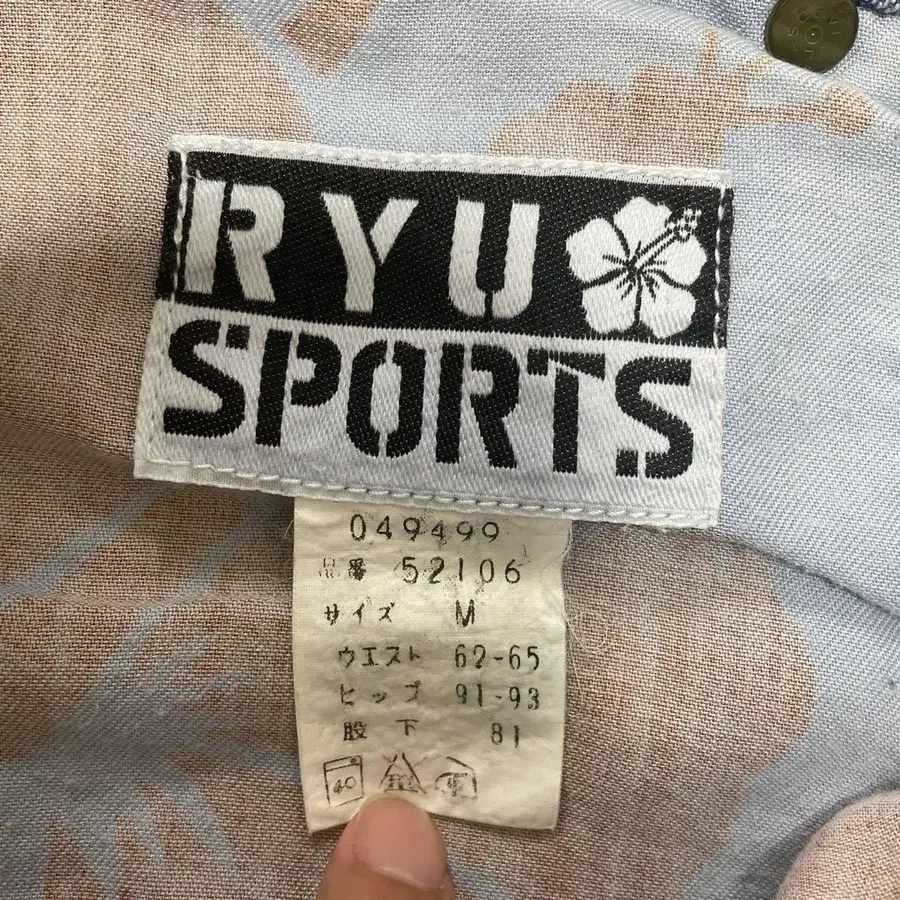 RYU
SPORTS
049499
品番 52106
サイズ M
ウエスト 62-65
ヒップ 91-93
股下 81
40